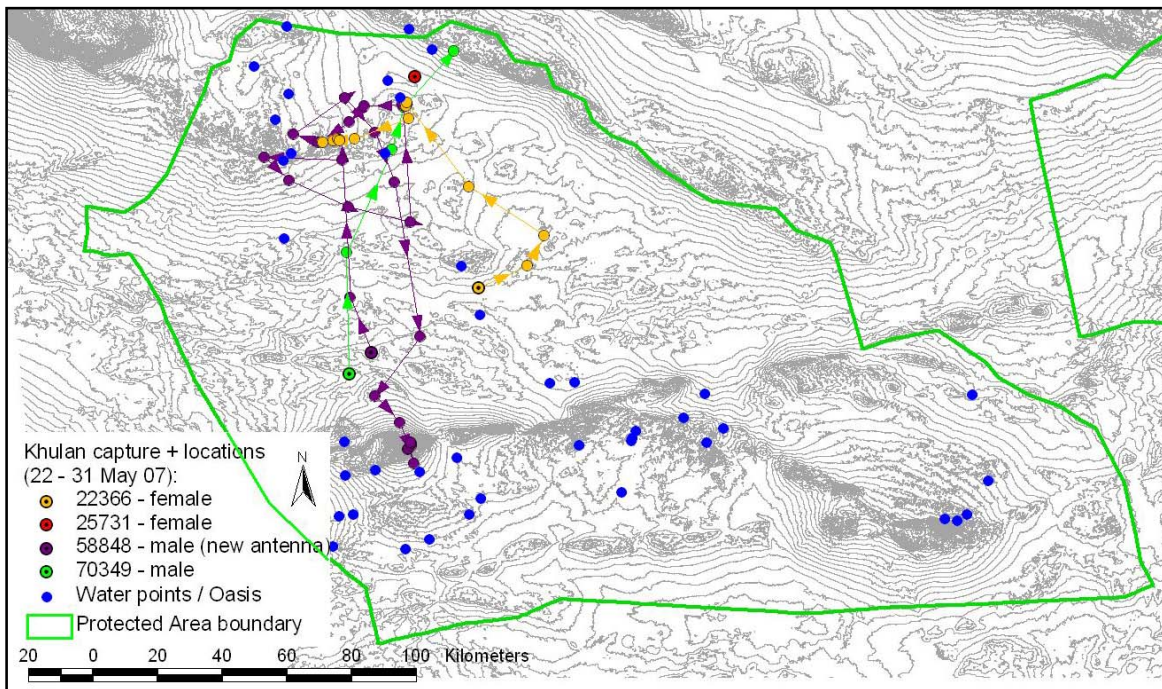 Khulan capture + locations
(22 - 31 May 07):
N
22366 - female
25731 - female
58848 - male (new antenna)
70349 - male
Water points / Oasis
Protected Area boundary
20 0 20 40 60 80 100 Kilometers